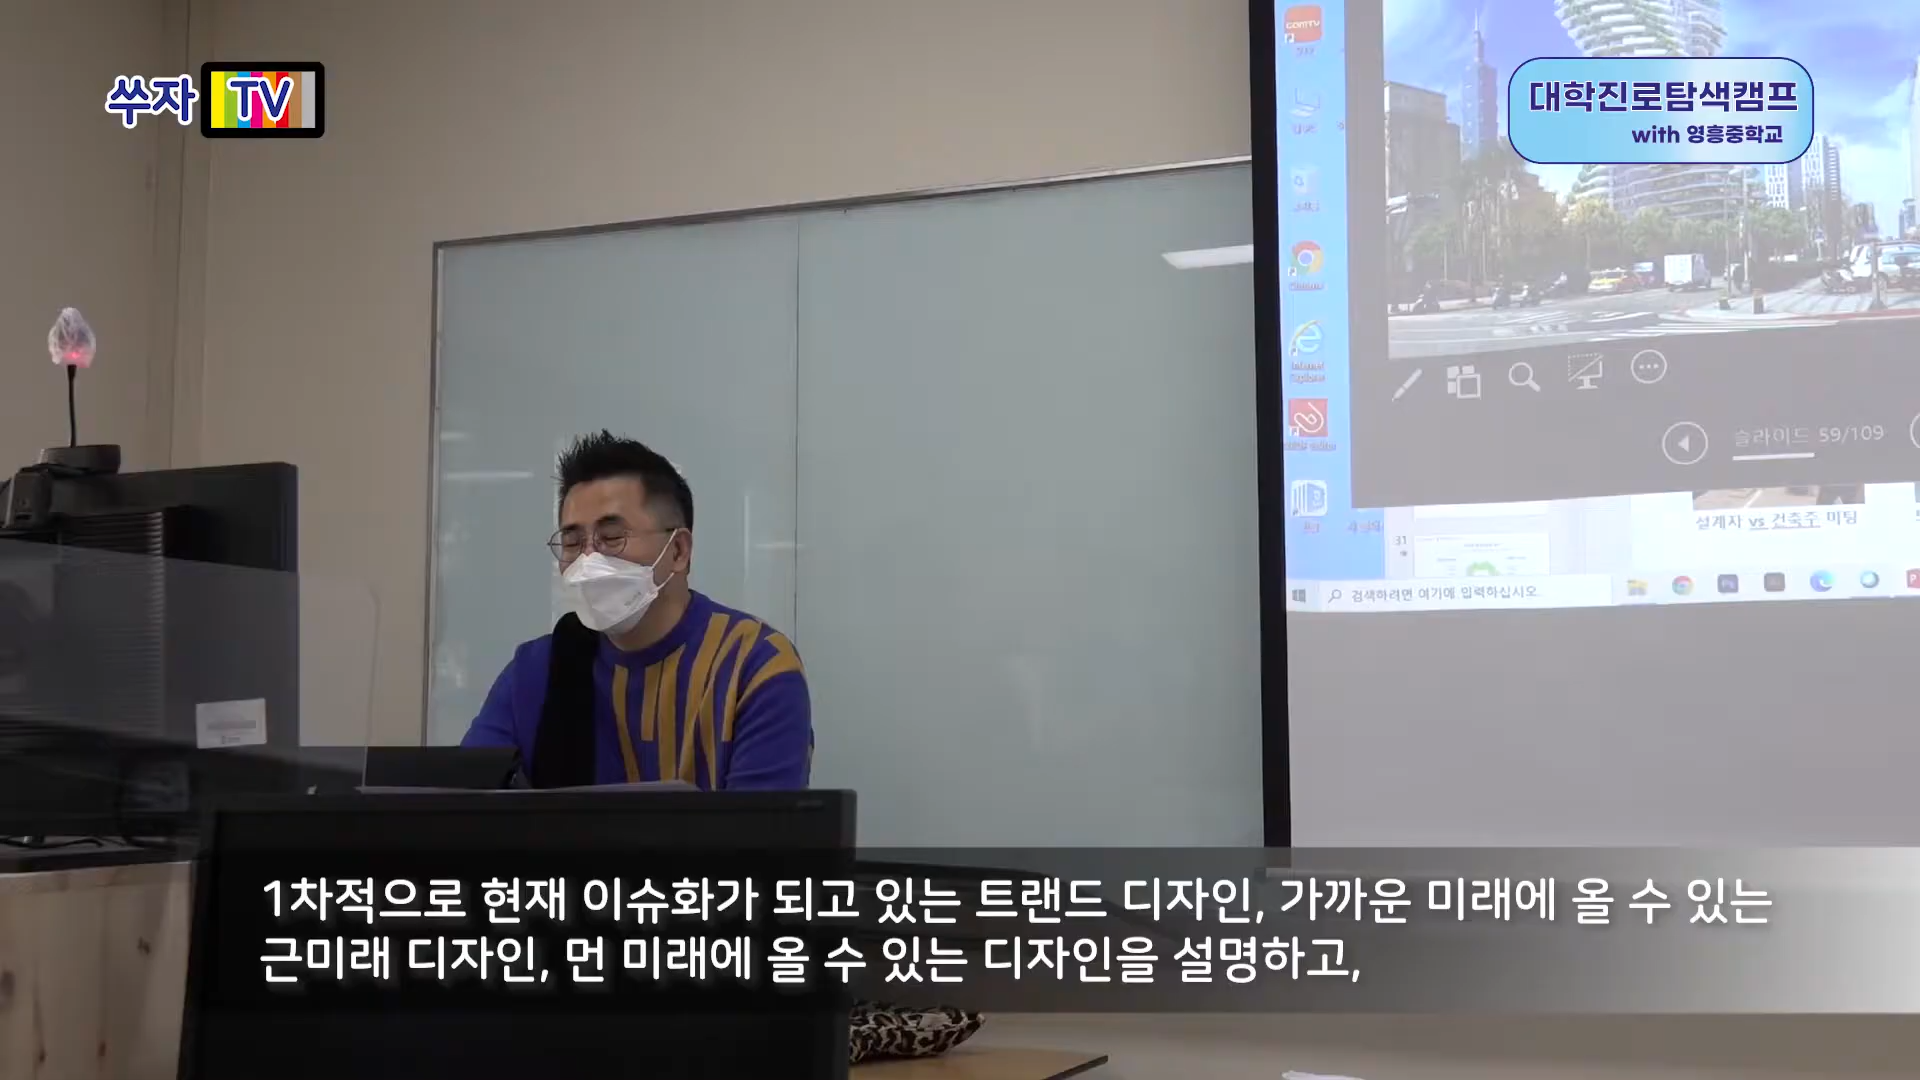 쑤자 TV
대학진로탐색캠프
with 영흥중학교
GOMTV
Chrome
Internet
Explorer
슬라이드 59/109
설계자 vs 건축주 미팅
31
검색하려면 여기에 입력하십시오.
1차적으로 현재 이슈화가 되고 있는 트랜드 디자인, 가까운 미래에 올 수 있는
근미래 디자인, 먼 미래에 올 수 있는 디자인을 설명하고,